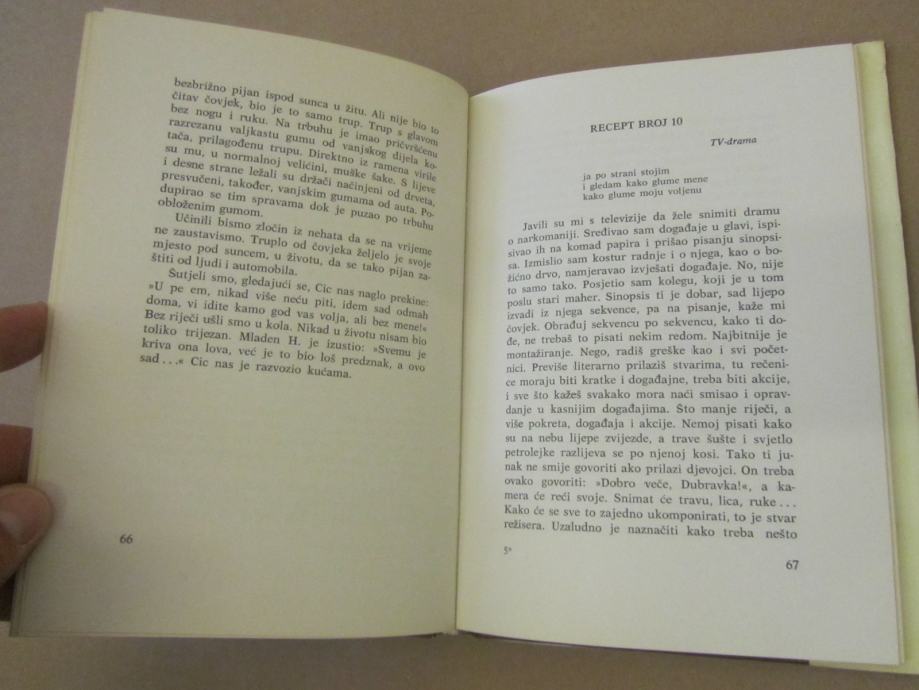 bezbrižno pijan ispod sunca u žitu. Ali nije bio to
čitav čovjek, bio je to samo trup. Trup s glavom
bez nogu i ruku. Na trbuhu je imao pričvršćenu
razrezanu valjkastu gumu od vanjskog dijela ko-
tača, prilagođenu trupu. Direktno iz ramena virile
su mu, u normalnoj veličini, muške šake. S lijeve
i desne strane ležali su držači načinjeni od drveta,
presvučeni, također, vanjskim gumama od auta. Po-
dupirao se tim spravama dok je puzao po trbuhu
obloženim gumom.
Učinili bismo zločin iz nehata da se na vrijeme
ne zaustavismo. Truplo od čovjeka željelo je svoje
mjesto pod suncem, u životu, da se tako pijan za-
štiti od ljudi i automobila.
Šutjeli smo, gledajući se, Cic nas naglo prekine:
»U pe em, nikad više neću piti, idem sad odmah
doma, vi idite kamo god vas volja, ali bez mene!«
Bez riječi ušli smo u kola. Nikad u životu nisam bio
toliko trijezan. Mladen H. je izustio: »Svemu je
kriva ona lova, već je to bio loš predznak, a ovo
sad ...« Cic nas je razvozio kućama.
66
RECEPT BROJ 10
TV-drama
ja po strani stojim
i gledam kako glume mene
kako glume moju voljenu
Javili su mi s televizije da žele snimiti dramu
o narkomaniji. Sređivao sam događaje u glavi, ispi-
sivao ih na komad papira i prišao pisanju sinopsi-
sa. Izmislio sam kostur radnje i o njega, kao o bo-
žićno drvo, namjeravao izvješati događaje. No, nije
to samo tako. Posjetio sam kolegu, koji je u tom
poslu stari maher. Sinopsis ti je dobar, sad lijepo
izvadi iz njega sekvence, pa na pisanje, kaže mi
čovjek. Obrađuj sekvencu po sekvencu, kako ti do-
đe, ne trebaš to pisati nekim redom. Najbitnije je
montažiranje. Nego, radiš greške kao i svi počet-
nici. Previše literarno prilaziš stvarima, tu rečeni-
ce moraju biti kratke i događajne, treba biti akcije,
i sve što kažeš svakako mora naći smisao i oprav-
danje u kasnijim događajima. Što manje riječi, a
više pokreta, događaja i akcije. Nemoj pisati kako
su na nebu lijepe zvijezde, a trave šušte i svjetlo
petrolejke razlijeva se po njenoj kosi. Tako ti ju-
nak ne smije govoriti ako prilazi djevojci. On treba
ovako govoriti: »Dobro veče, Dubravka!«, a ka-
mera će reći svoje. Snimat će travu, lica, ruke ...
Kako će se sve to zajedno ukomponirati, to je stvar
režisera. Uzaludno je naznačiti kako treba nešto
5*
67